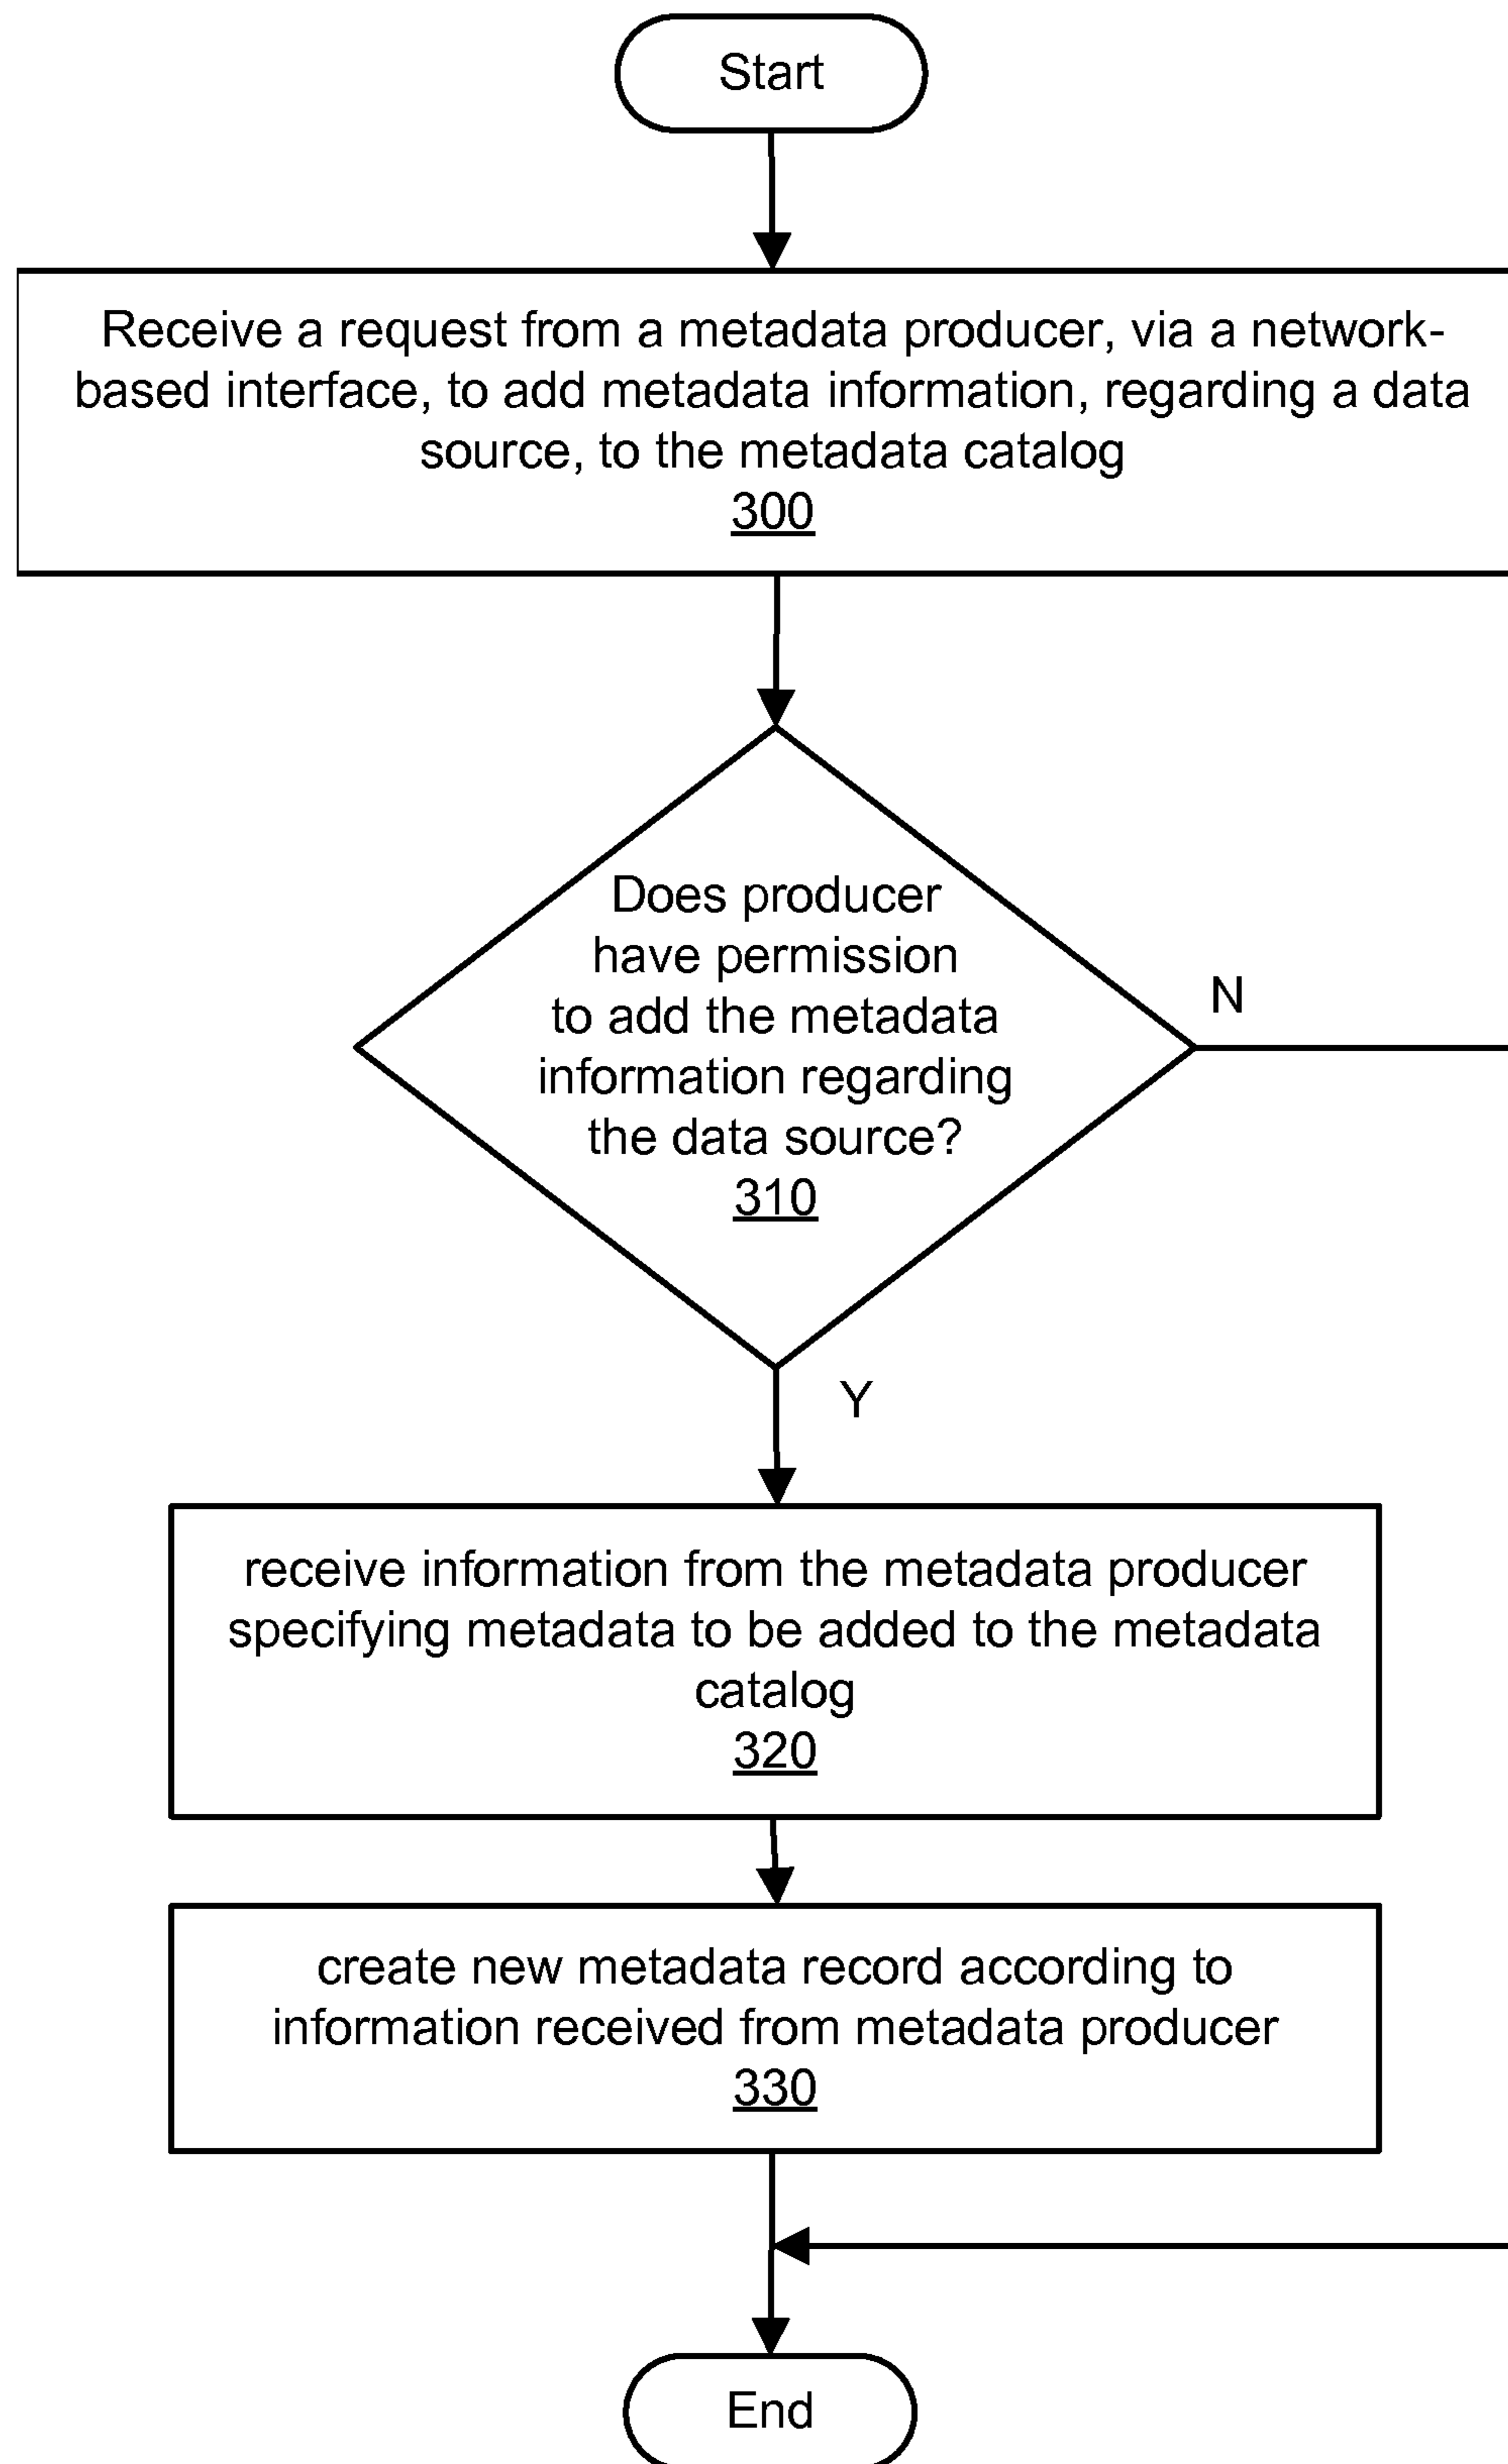 Start
Receive a request from a metadata producer, via a network-
based interface, to add metadata information, regarding a data
source, to the metadata catalog
300
Does producer
have permission
to add the metadata
information regarding
the data source?
310
N
Y
receive information from the metadata producer
specifying metadata to be added to the metadata
catalog
320
create new metadata record according to
information received from metadata producer
330
End